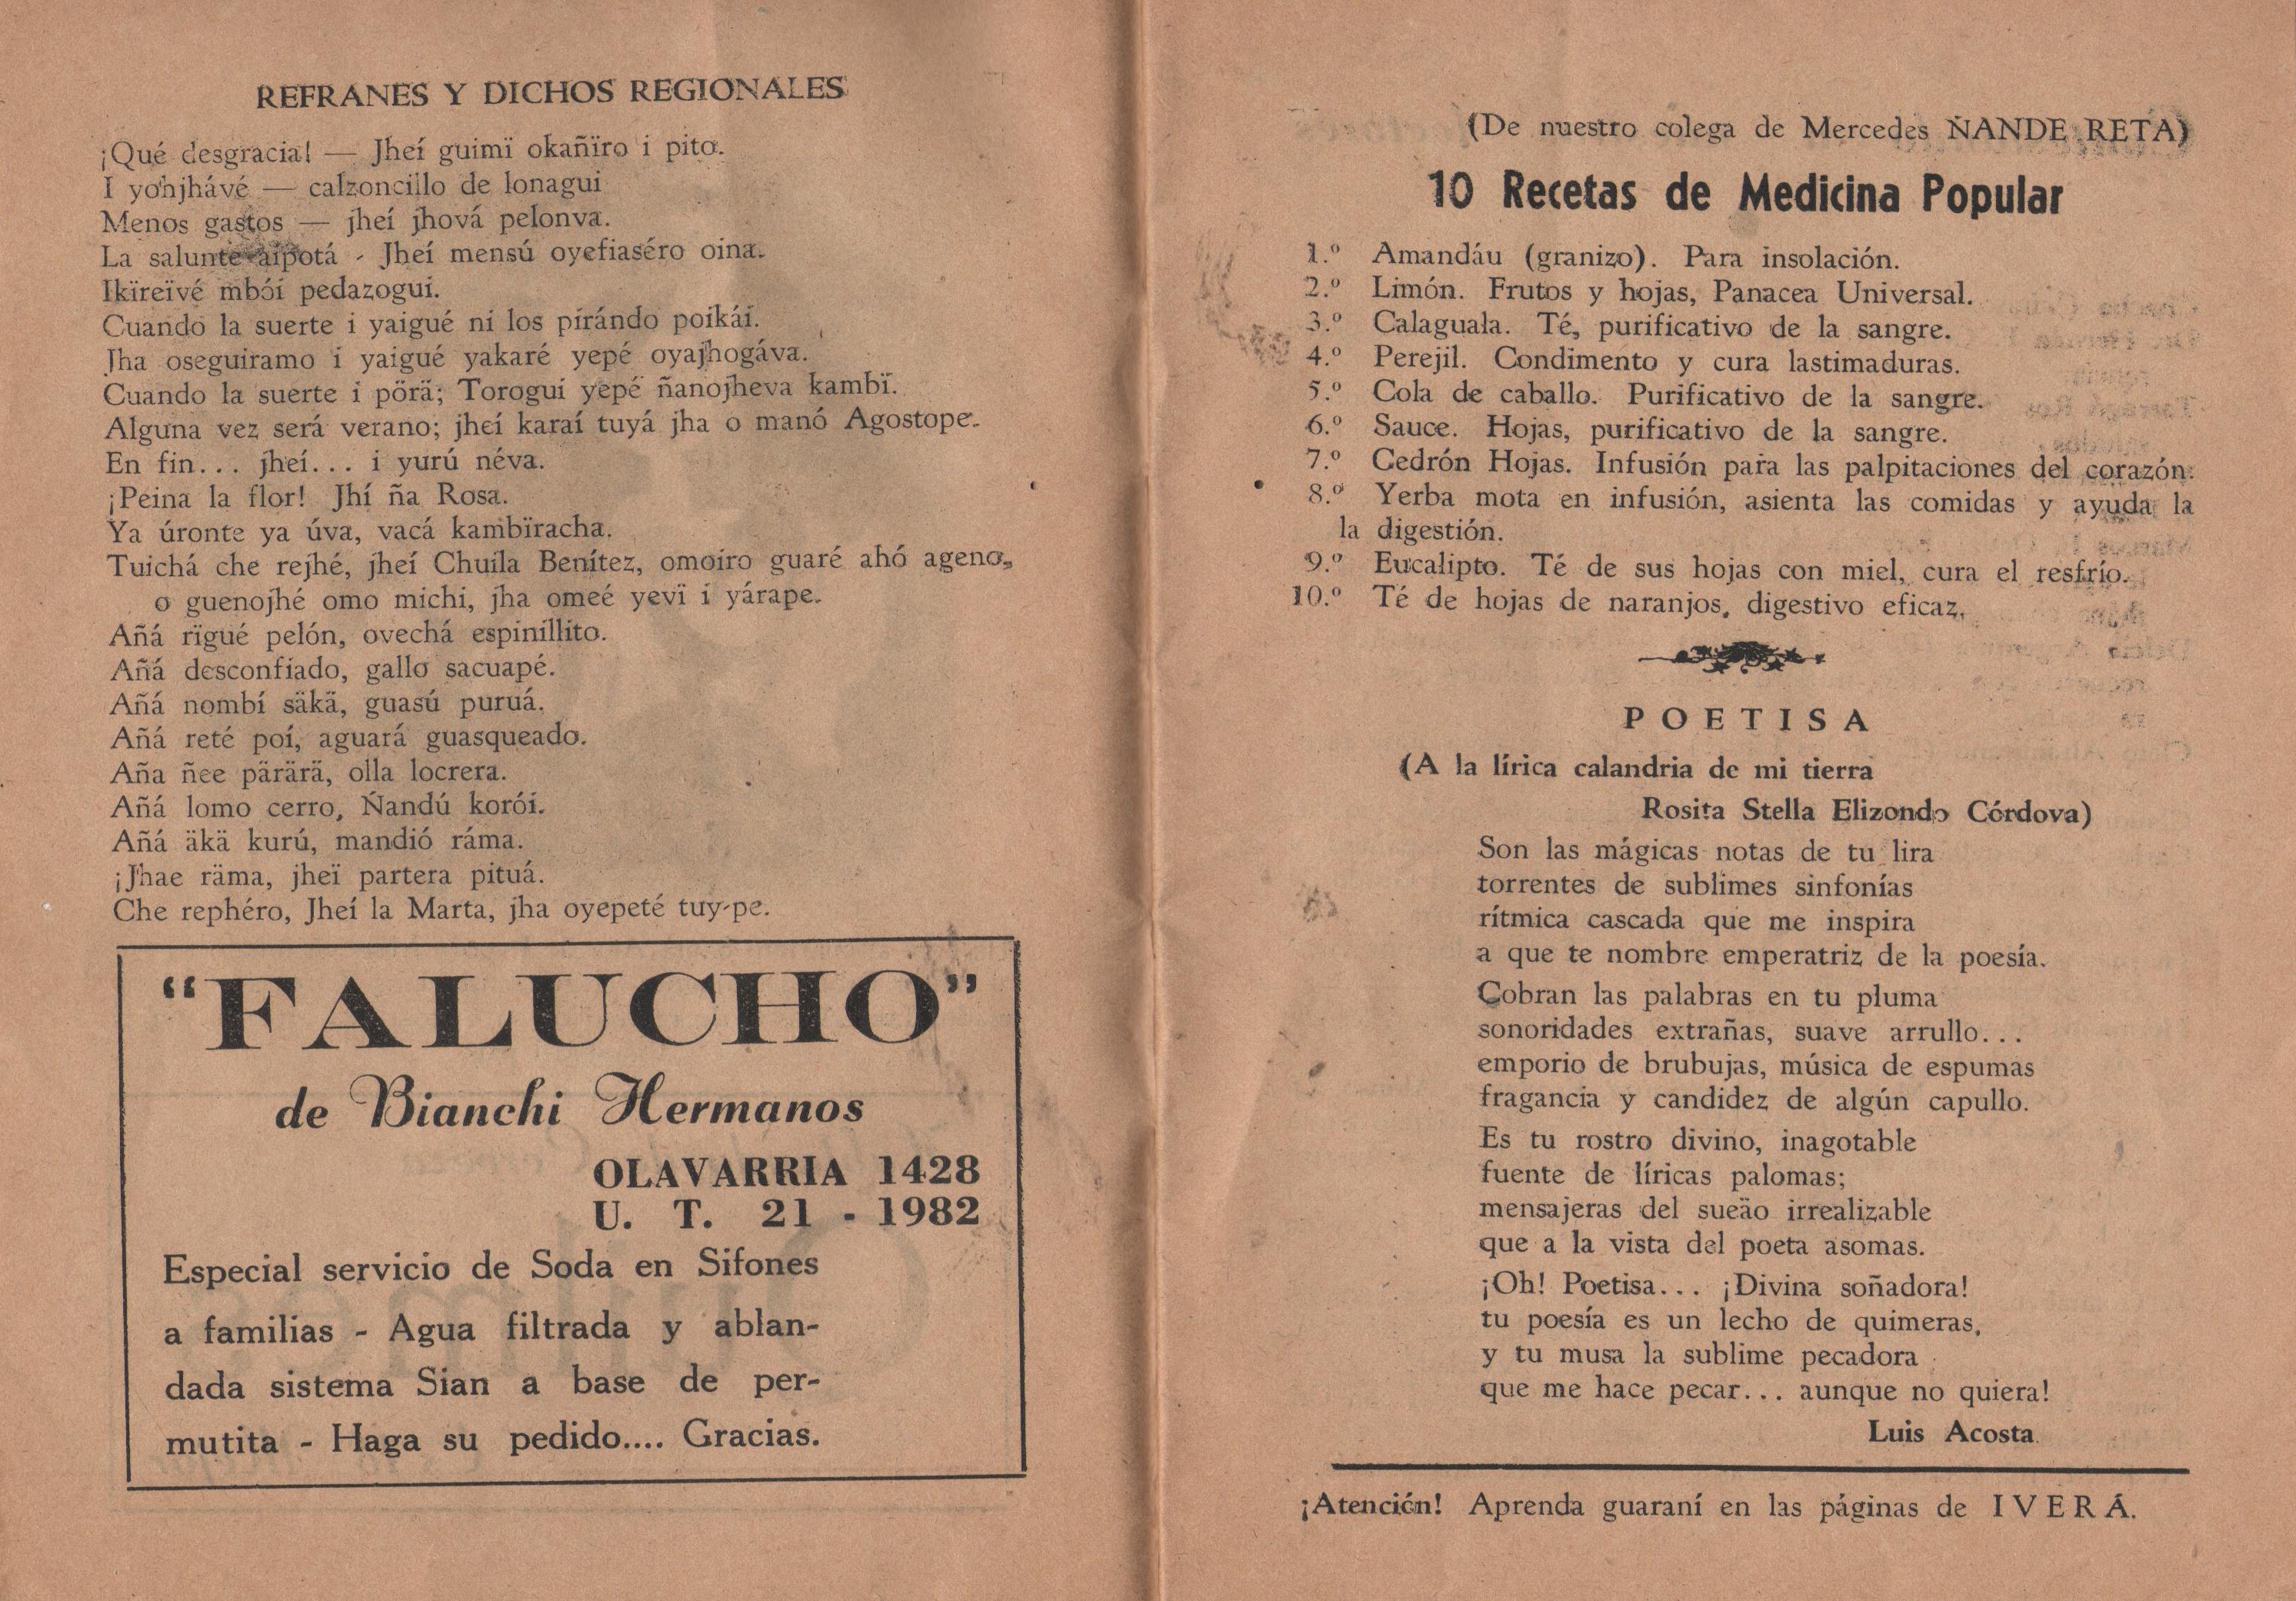 REFRANES Y DICHOS REGIONALES
¡Qué desgracia! — Jheí guimï okañïro i pito.
I yohjhávé — calzoncillo de lonagui
Menos gastos — jheí jhová pelonva.
La salunte aipotá - Jheí mensú oyefiaséro oina.
Ikïreïvé mbói pedazogui.
Cuando la suerte i yaigué ni los pirándo poikái.
Jha oseguiramo i yaigué yakaré yepé oyajhogáva.
Cuando la suerte i pörä; Torogui yepé ñanojheva kambï.
Alguna vez será verano; jheí karaí tuyá jha o manó Agostope.
En fin... jheí... i yurú néva.
¡Peina la flor! Jhí ña Rosa.
Ya úronte ya úva, vacá kambïracha.
Tuichá che rejhé, jheí Chuila Benítez, omoiro guaré ahó ageno,
o guenojhé omo michi, jha omeé yevï i yárape.
Añá rïgué pelón, ovechá espinillito.
Añá desconfiado, gallo sacuapé.
Añá nombí säkä, guasú puruá.
Añá reté poí, aguará guasqueado.
Aña ñee pärärä, olla locrera.
Añá lomo cerro, Ñandú korói.
Añá äkä kurú, mandió ráma.
¡Jhae räma, jheï partera pituá.
Che rephéro, Jheí la Marta, jha oyepeté tuy-pe.
"FALUCHO"
de Bianchi Hermanos
OLAVARRIA 1428
U. T. 21 - 1982
Especial servicio de Soda en Sifones
a familias - Agua filtrada y ablan-
dada sistema Sian a base de per-
mutita - Haga su pedido.... Gracias.
(De nuestro colega de Mercedes ÑANDE RETA)
10 Recetas de Medicina Popular
1.º Amandáu (granizo). Para insolación.
2.º Limón. Frutos y hojas, Panacea Universal.
3.º Calaguala. Té, purificativo de la sangre.
4.º Perejil. Condimento y cura lastimaduras.
5.º Cola de caballo. Purificativo de la sangre.
6.º Sauce. Hojas, purificativo de la sangre.
7.º Cedrón Hojas. Infusión para las palpitaciones del corazón.
8.º Yerba mota en infusión, asienta las comidas y ayuda la
la digestión.
9.º Eucalipto. Té de sus hojas con miel, cura el resfrío.
10.º Té de hojas de naranjos, digestivo eficaz.
POETISA
(A la lírica calandria de mi tierra
Rosita Stella Elizondo Córdova)
Son las mágicas notas de tu lira
torrentes de sublimes sinfonías
rítmica cascada que me inspira
a que te nombre emperatriz de la poesía.
Cobran las palabras en tu pluma
sonoridades extrañas, suave arrullo...
emporio de brubujas, música de espumas
fragancia y candidez de algún capullo.
Es tu rostro divino, inagotable
fuente de líricas palomas;
mensajeras del sueäo irrealizable
que a la vista del poeta asomas.
¡Oh! Poetisa... ¡Divina soñadora!
tu poesía es un lecho de quimeras,
y tu musa la sublime pecadora
que me hace pecar... aunque no quiera!
Luis Acosta
¡Atención! Aprenda guaraní en las páginas de IVERÁ.